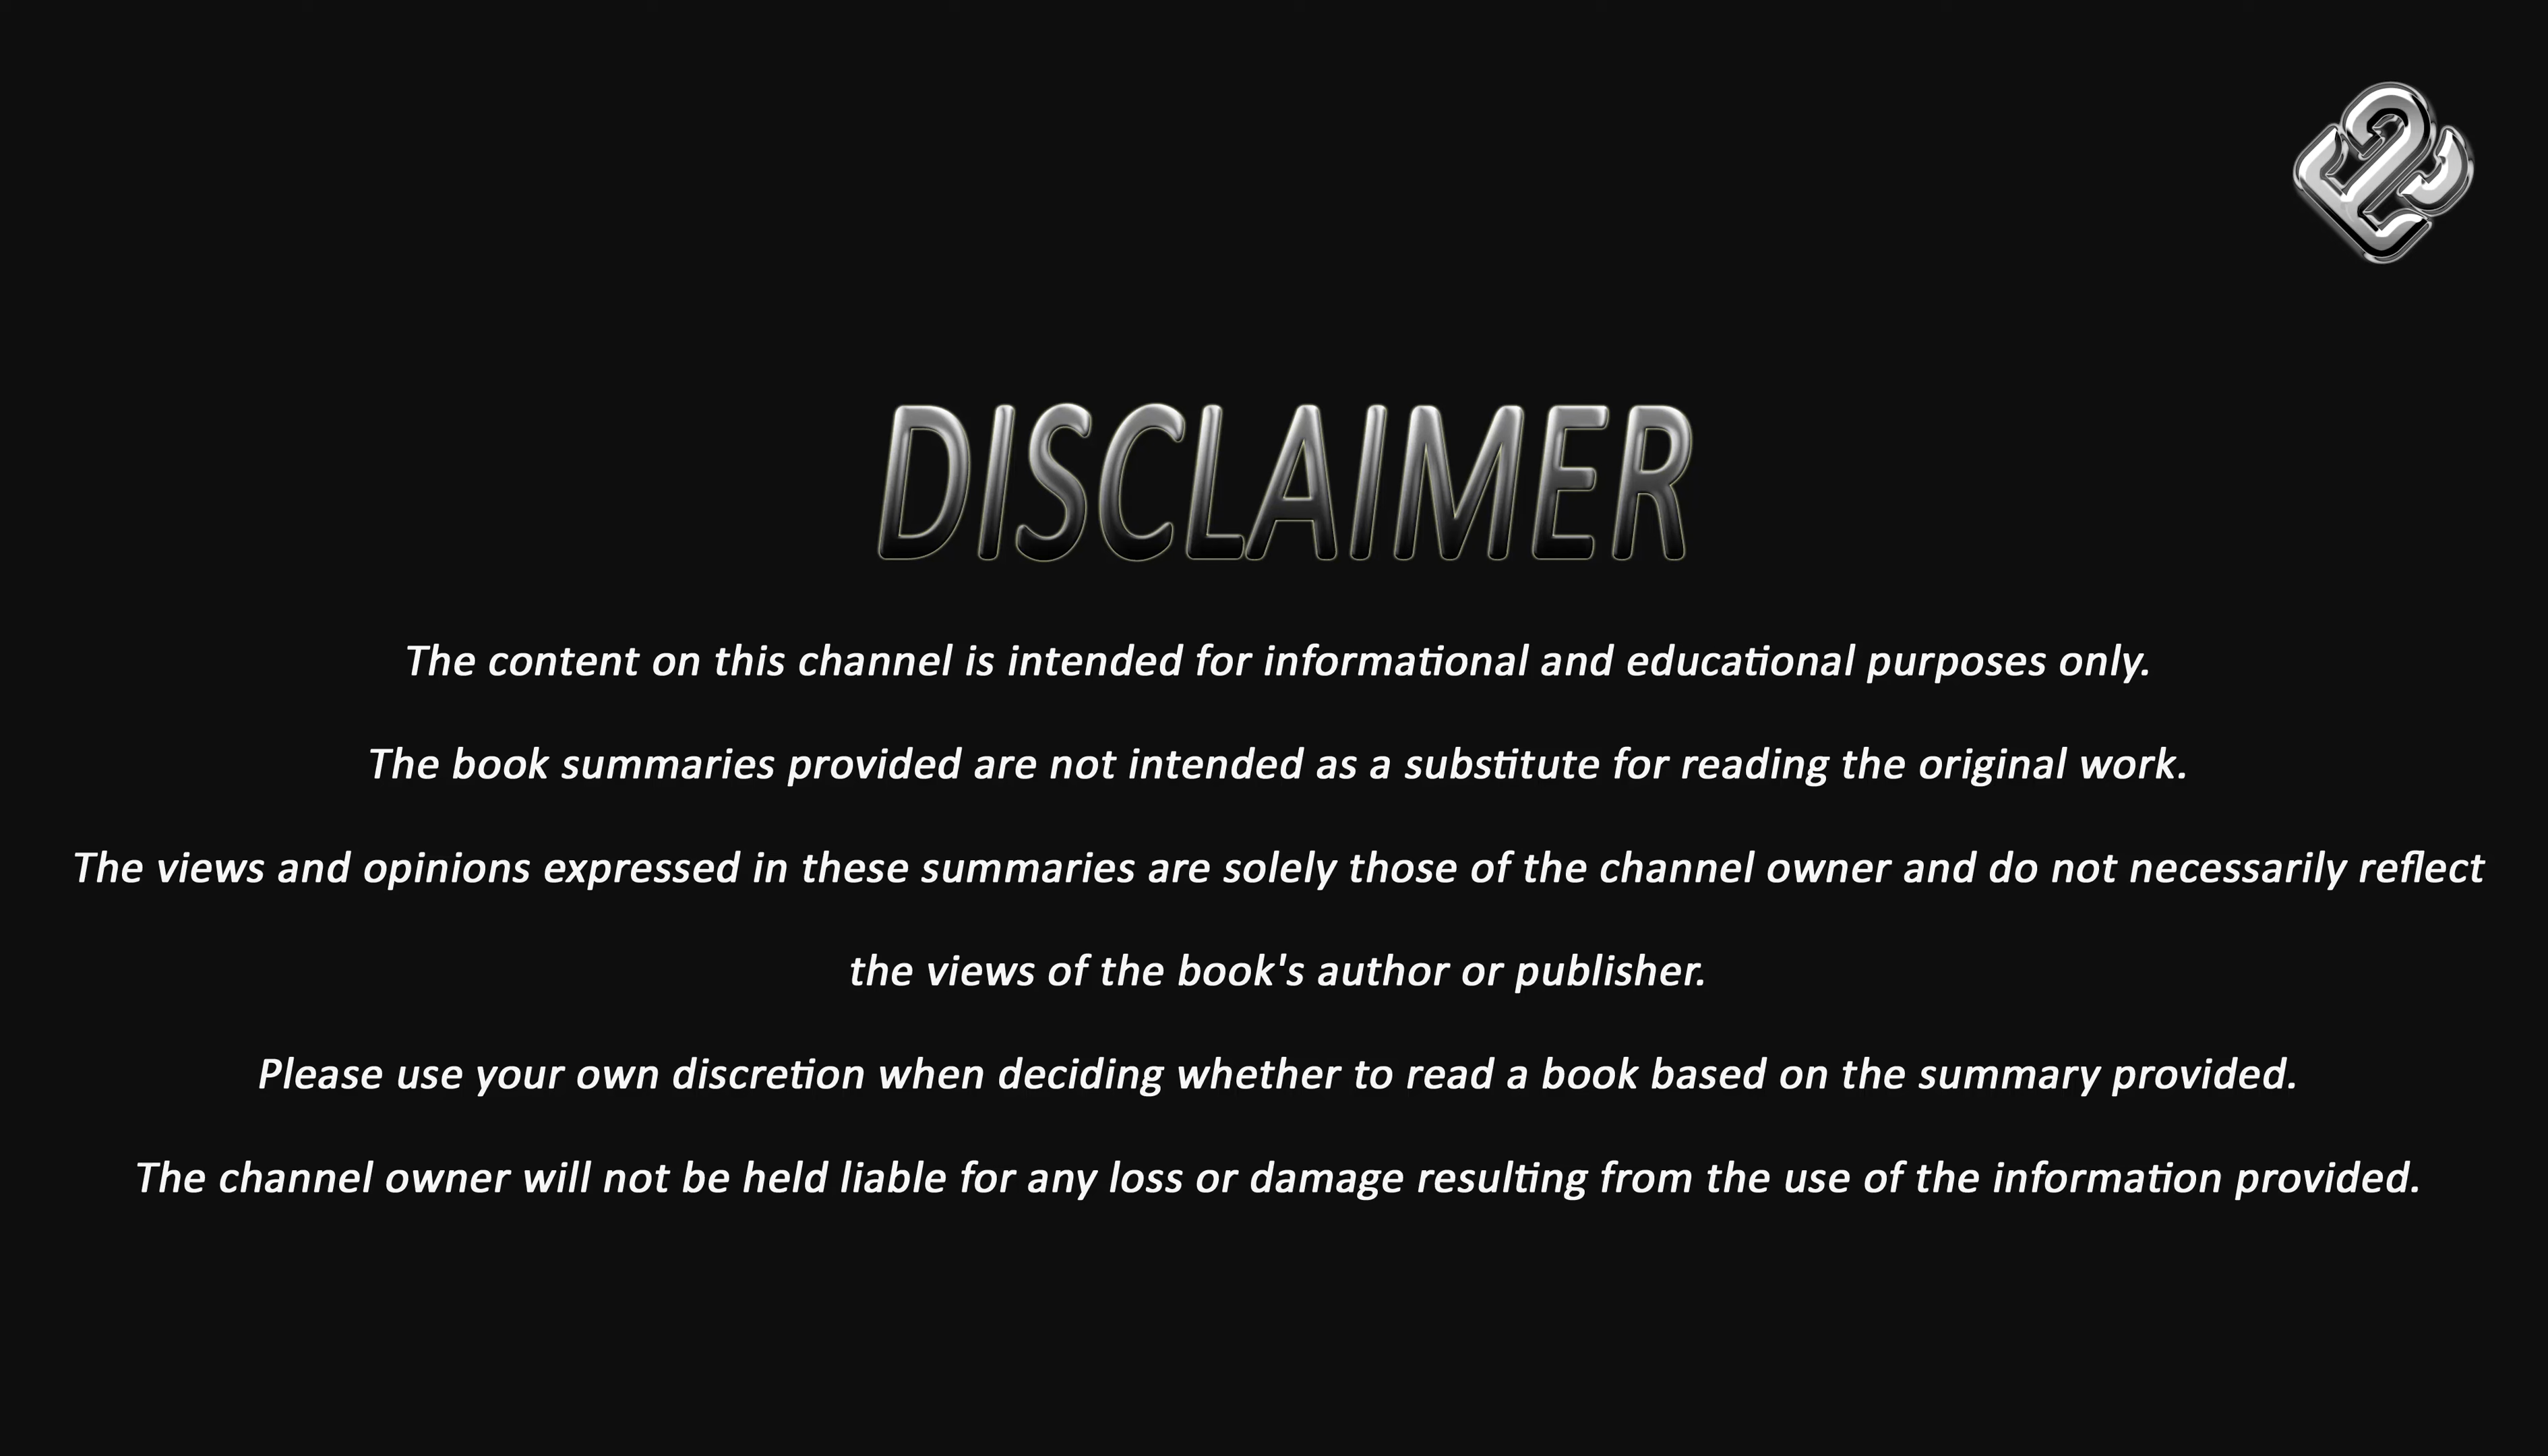 DISCLAIMER
The content on this channel is intended for informational and educational purposes only.
The book summaries provided are not intended as a substitute for reading the original work.
The views and opinions expressed in these summaries are solely those of the channel owner and do not necessarily reflect
the views of the book's author or publisher.
Please use your own discretion when deciding whether to read a book based on the summary provided.
The channel owner will not be held liable for any loss or damage resulting from the use of the information provided.